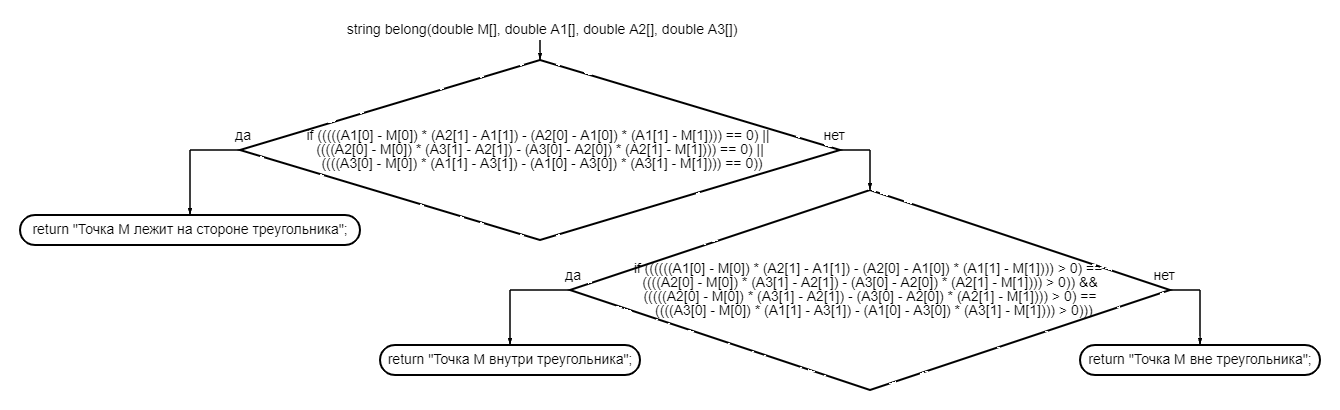 string belong(double M[], double A1[], double A2[], double A3[])
да
if (((((A1[0] - M[0]) * (A2[1] - A1[1]) - (A2[0] - A1[0]) * (A1[1] - M[1]))) == 0) ||
((((A2[0] - M[0]) * (A3[1] - A2[1]) - (A3[0] - A2[0]) * (A2[1] - M[1]))) == 0) ||
((((A3[0] - M[0]) * (A1[1] - A3[1]) - (A1[0] - A3[0]) * (A3[1] - M[1]))) == 0))
нет
return "Точка М лежит на стороне треугольника";
да
if ((((((A1[0] - M[0]) * (A2[1] - A1[1]) - (A2[0] - A1[0]) * (A1[1] - M[1]))) > 0) ==
((((A2[0] - M[0]) * (A3[1] - A2[1]) - (A3[0] - A2[0]) * (A2[1] - M[1]))) > 0)) &&
(((((A2[0] - M[0]) * (A3[1] - A2[1]) - (A3[0] - A2[0]) * (A2[1] - M[1]))) > 0) ==
((((A3[0] - M[0]) * (A1[1] - A3[1]) - (A1[0] - A3[0]) * (A3[1] - M[1]))) > 0)))
нет
return "Точка М внутри треугольника";
return "Точка М вне треугольника";